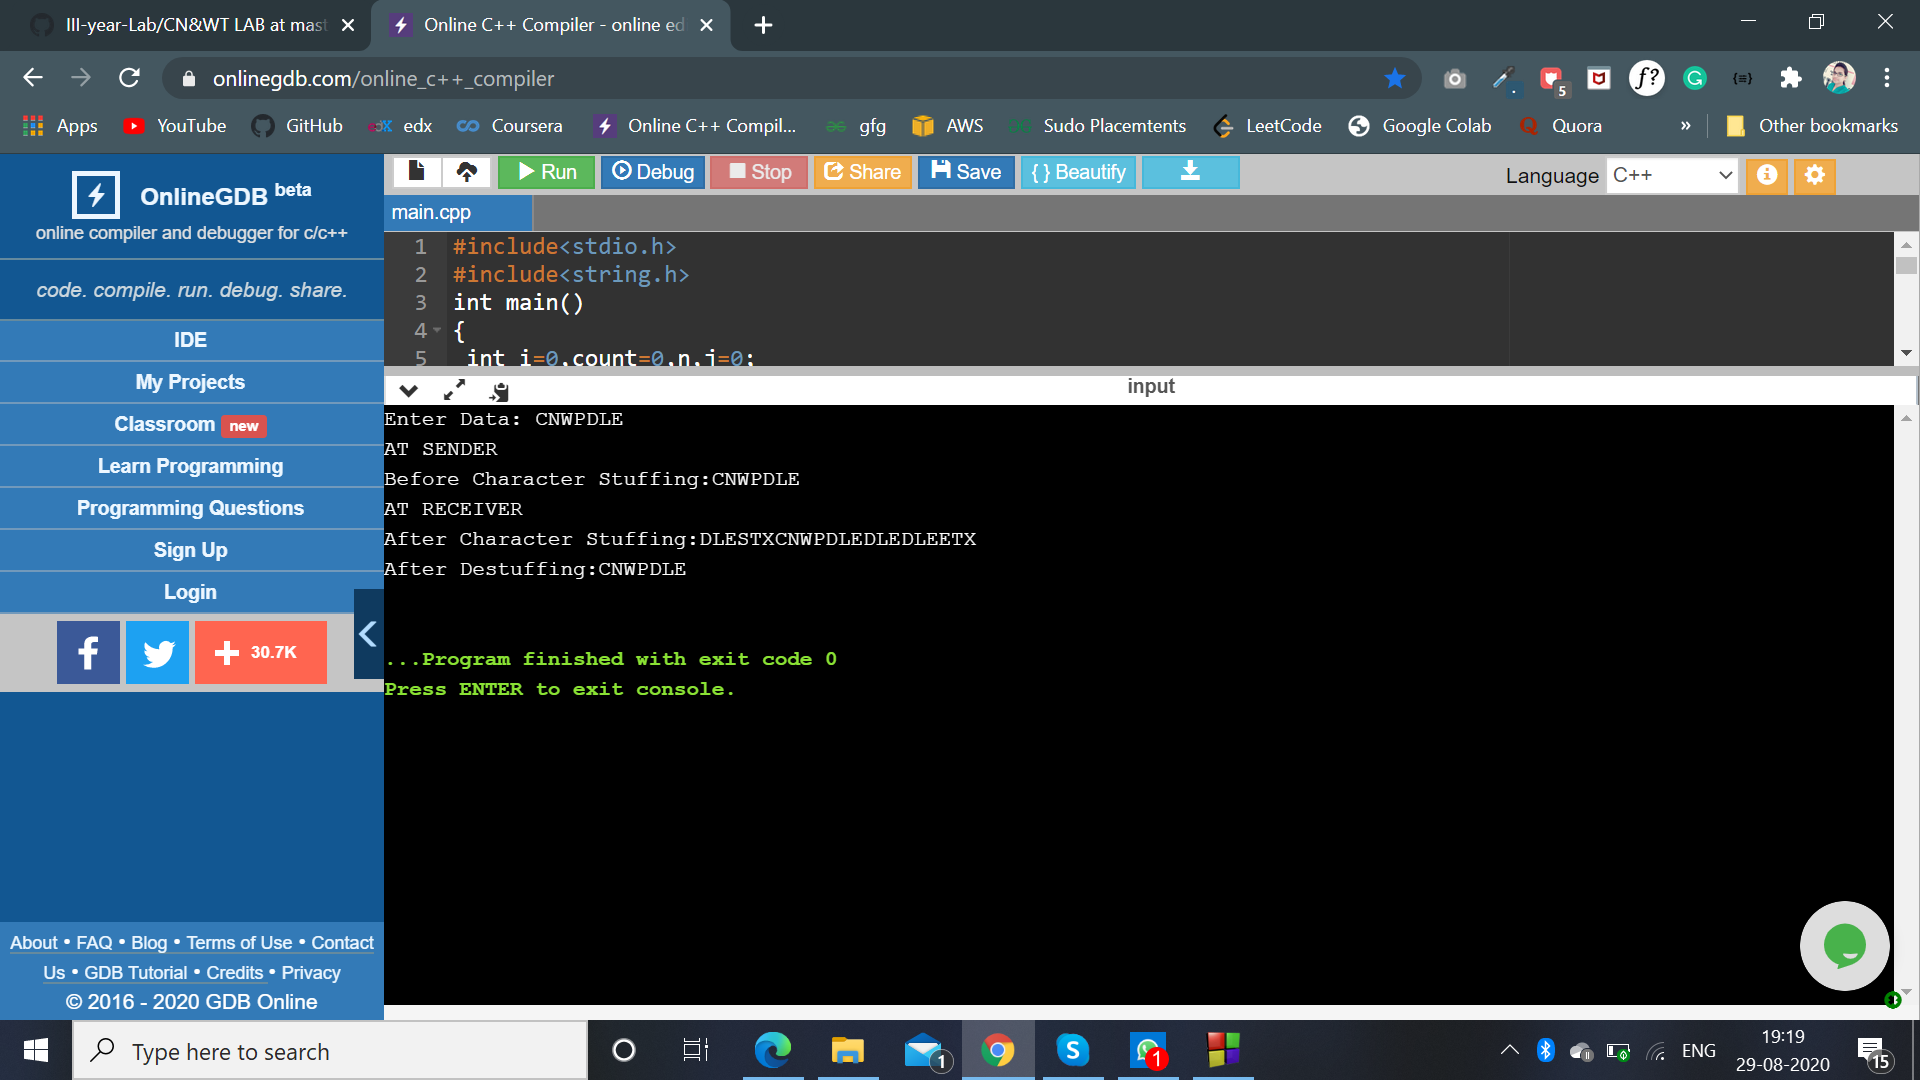 III-year-Lab/CN&WT LAB at mast
Online C++ Compiler - online ed
onlinegdb.com/online_c++_compiler
5
f?
Apps YouTube GitHub edx Coursera Online C++ Compil... gfg AWS Sudo Placemtents LeetCode Google Colab Quora » Other bookmarks
OnlineGDB beta
online compiler and debugger for c/c++
code. compile. run. debug. share.
IDE
My Projects
Classroom new
Learn Programming
Programming Questions
Sign Up
Login
30.7K
About • FAQ • Blog • Terms of Use • Contact
Us • GDB Tutorial • Credits • Privacy
© 2016 - 2020 GDB Online
Run Debug Stop Share Save { } Beautify
Language C++
main.cpp
1 #include<stdio.h>
2 #include<string.h>
3 int main()
4 {
5 int i=0,count=0,n,j=0;
input
Enter Data: CNWPDLE
AT SENDER
Before Character Stuffing:CNWPDLE
AT RECEIVER
After Character Stuffing:DLESTXCNWPDLEDLEDLEETX
After Destuffing:CNWPDLE
...Program finished with exit code 0
Press ENTER to exit console.
Type here to search
1
1
ENG
19:19
29-08-2020
15